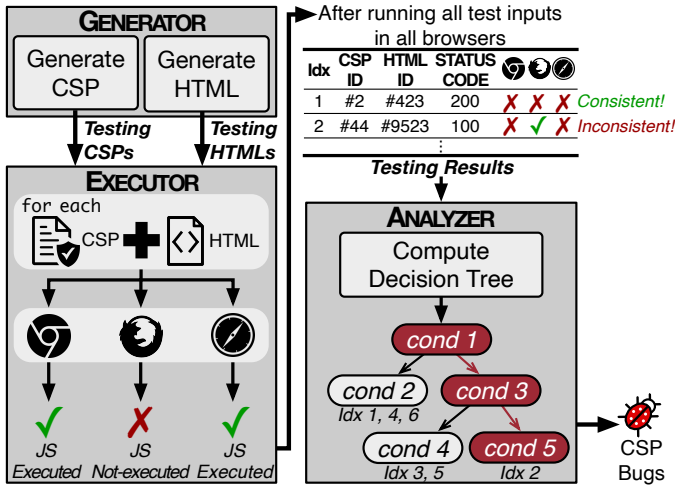 GENERATOR
Generate
CSP
Generate
HTML
Testing
CSPs
Testing
HTMLs
EXECUTOR
for each
CSP
HTML
JS
Executed
JS
Not-executed
JS
Executed
After running all test inputs
in all browsers
Idx CSP ID HTML ID STATUS CODE
1 #2 #423 200 ✗ ✗ ✗ Consistent!
2 #44 #9523 100 ✗ ✓ ✗ Inconsistent!
⋮
Testing Results
ANALYZER
Compute
Decision Tree
cond 1
cond 2
Idx 1, 4, 6
cond 3
cond 4
Idx 3, 5
cond 5
Idx 2
CSP
Bugs